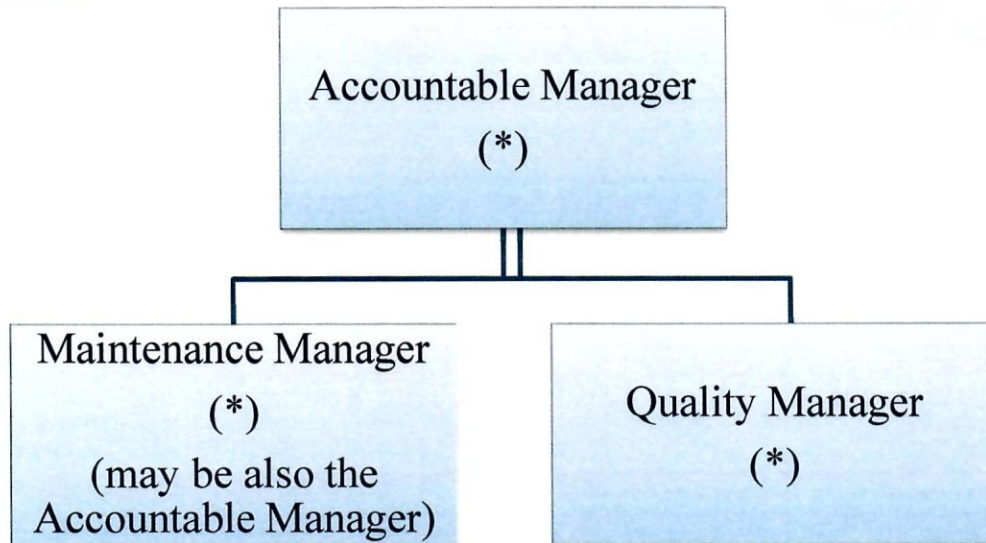 Accountable Manager
(*)
Maintenance Manager
(*)
(may be also the
Accountable Manager)
Quality Manager
(*)